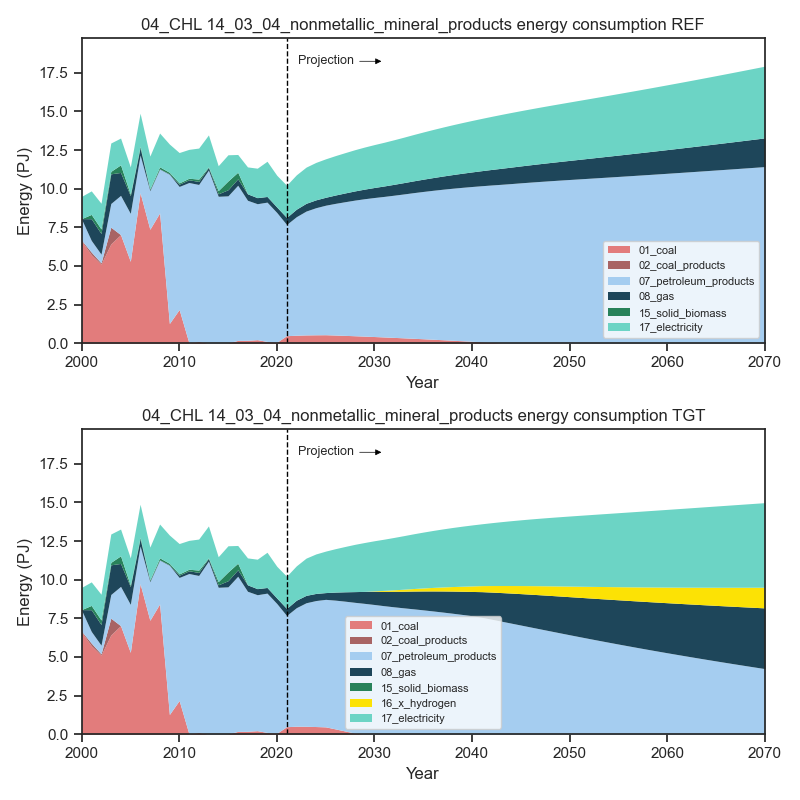 04_CHL 14_03_04_nonmetallic_mineral_products energy consumption REF
Projection
17.5
15.0
12.5
10.0
7.5
5.0
2.5
0.0
Energy (PJ)
01_coal
02_coal_products
07_petroleum_products
08_gas
15_solid_biomass
17_electricity
2000 2010 2020 2030 2040 2050 2060 2070
Year
04_CHL 14_03_04_nonmetallic_mineral_products energy consumption TGT
Projection
17.5
15.0
12.5
10.0
7.5
5.0
2.5
0.0
Energy (PJ)
01_coal
02_coal_products
07_petroleum_products
08_gas
15_solid_biomass
16_x_hydrogen
17_electricity
2000 2010 2020 2030 2040 2050 2060 2070
Year